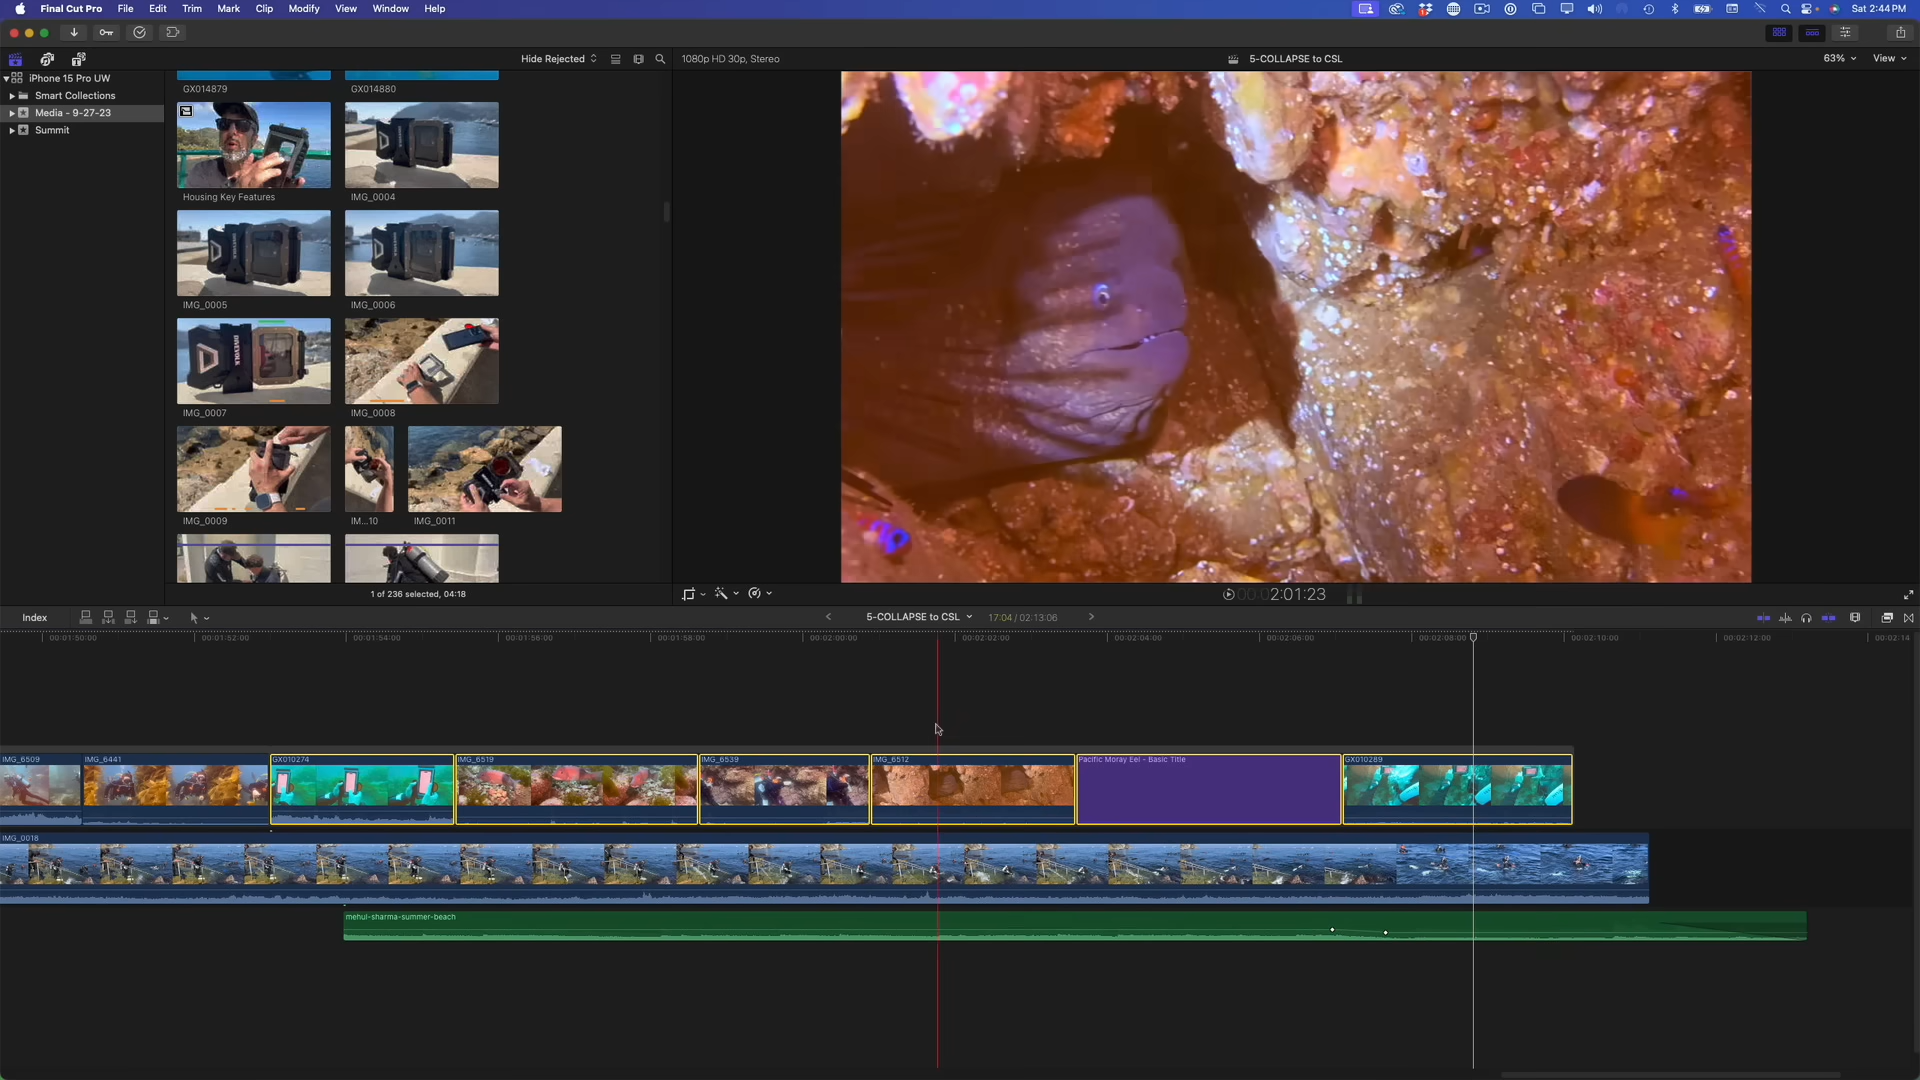 Final Cut Pro File Edit Trim Mark Clip Modify View Window Help
Sat 2:44 PM
iPhone 15 Pro UW
Smart Collections
Media - 9-27-23
Summit
Hide Rejected
1080p HD 30p, Stereo
5-COLLAPSE to CSL
63%
View
GX014879
GX014880
Housing Key Features
IMG_0004
IMG_0005
IMG_0006
IMG_0007
IMG_0008
IMG_0009
IM...10
IMG_0011
1 of 236 selected, 04:18
00:02:01:23
Index
5-COLLAPSE to CSL
17:04 / 02:13:06
00:01:50:00
00:01:52:00
00:01:54:00
00:01:56:00
00:01:58:00
00:02:00:00
00:02:02:00
00:02:04:00
00:02:06:00
00:02:08:00
00:02:10:00
00:02:12:00
00:02:14
IMG_6509
IMG_6441
GX010274
IMG_6519
IMG_6539
IMG_6512
Pacific Moray Eel - Basic Title
GX010289
IMG_0018
mehul-sharma-summer-beach